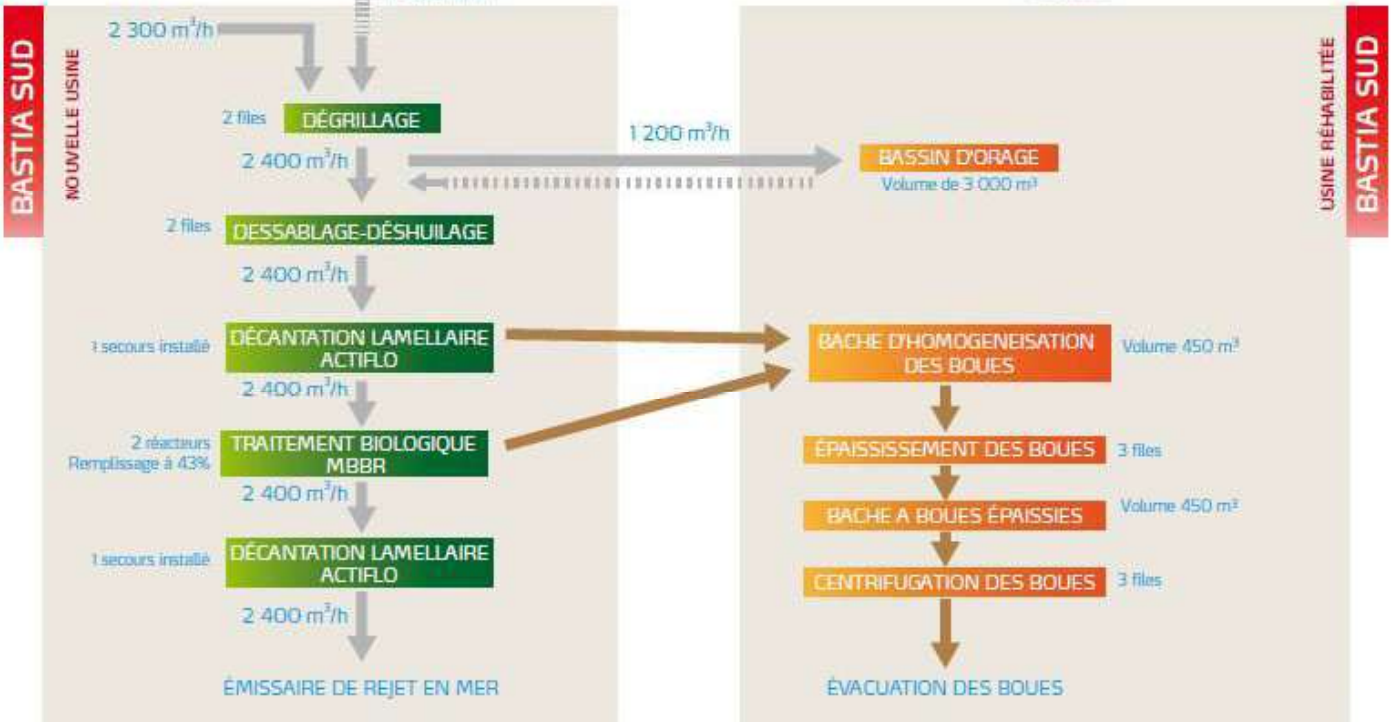 BASTIA SUD
NOUVELLE USINE
2 300 m³/h
2 files
DÉGRILLAGE
2 400 m³/h
2 files
DESSABLAGE-DÉSHUILAGE
2 400 m³/h
1 secours installé
DÉCANTATION LAMELLAIRE
ACTIFLO
2 400 m³/h
2 réacteurs
Remplissage à 43%
TRAITEMENT BIOLOGIQUE
MBBR
2 400 m³/h
1 secours installé
DÉCANTATION LAMELLAIRE
ACTIFLO
2 400 m³/h
ÉMISSAIRE DE REJET EN MER
1 200 m³/h
BASSIN D'ORAGE
Volume de 3 000 m³
BACHE D'HOMOGENEISATION
DES BOUES
Volume 450 m³
ÉPAISSISSEMENT DES BOUES
3 files
BACHE A BOUES ÉPAISSIES
Volume 450 m³
CENTRIFUGATION DES BOUES
3 files
ÉVACUATION DES BOUES
USINE RÉHABILITÉE
BASTIA SUD